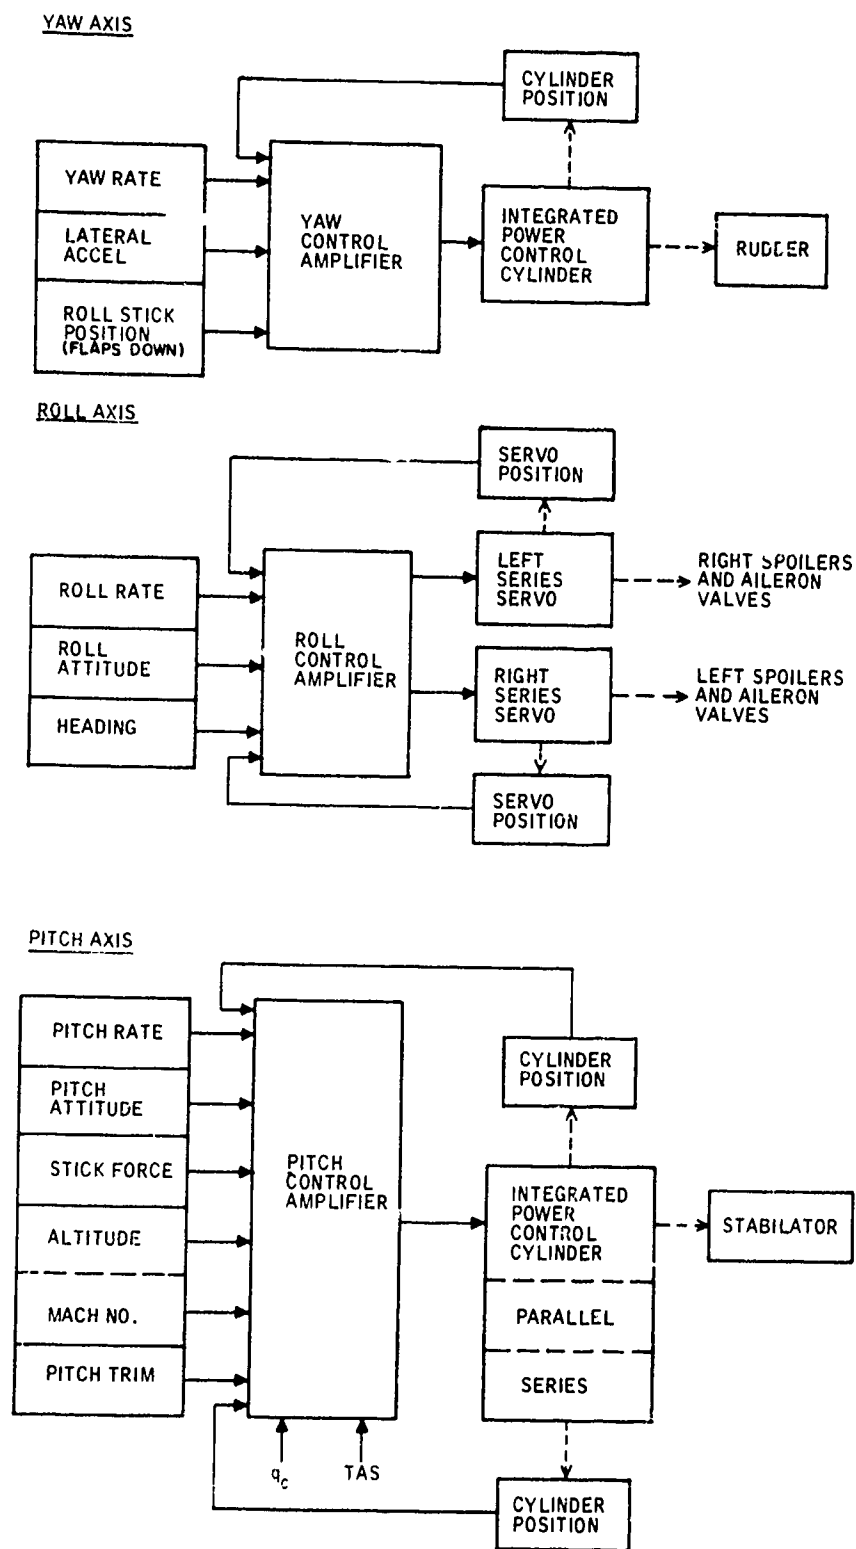 YAW AXIS
CYLINDER
POSITION
YAW RATE
LATERAL
ACCEL
ROLL STICK
POSITION
(FLAPS DOWN)
YAW
CONTROL
AMPLIFIER
INTEGRATED
POWER
CONTROL
CYLINDER
RUDDER
ROLL AXIS
SERVO
POSITION
ROLL RATE
ROLL
ATTITUDE
HEADING
ROLL
CONTROL
AMPLIFIER
LEFT
SERIES
SERVO
RIGHT SPOILERS
AND AILERON
VALVES
RIGHT
SERIES
SERVO
LEFT SPOILERS
AND AILERON
VALVES
SERVO
POSITION
PITCH AXIS
PITCH RATE
PITCH
ATTITUDE
STICK FORCE
ALTITUDE
MACH NO.
PITCH TRIM
PITCH
CONTROL
AMPLIFIER
CYLINDER
POSITION
INTEGRATED
POWER
CONTROL
CYLINDER
PARALLEL
SERIES
STABILATOR
qc
TAS
CYLINDER
POSITION